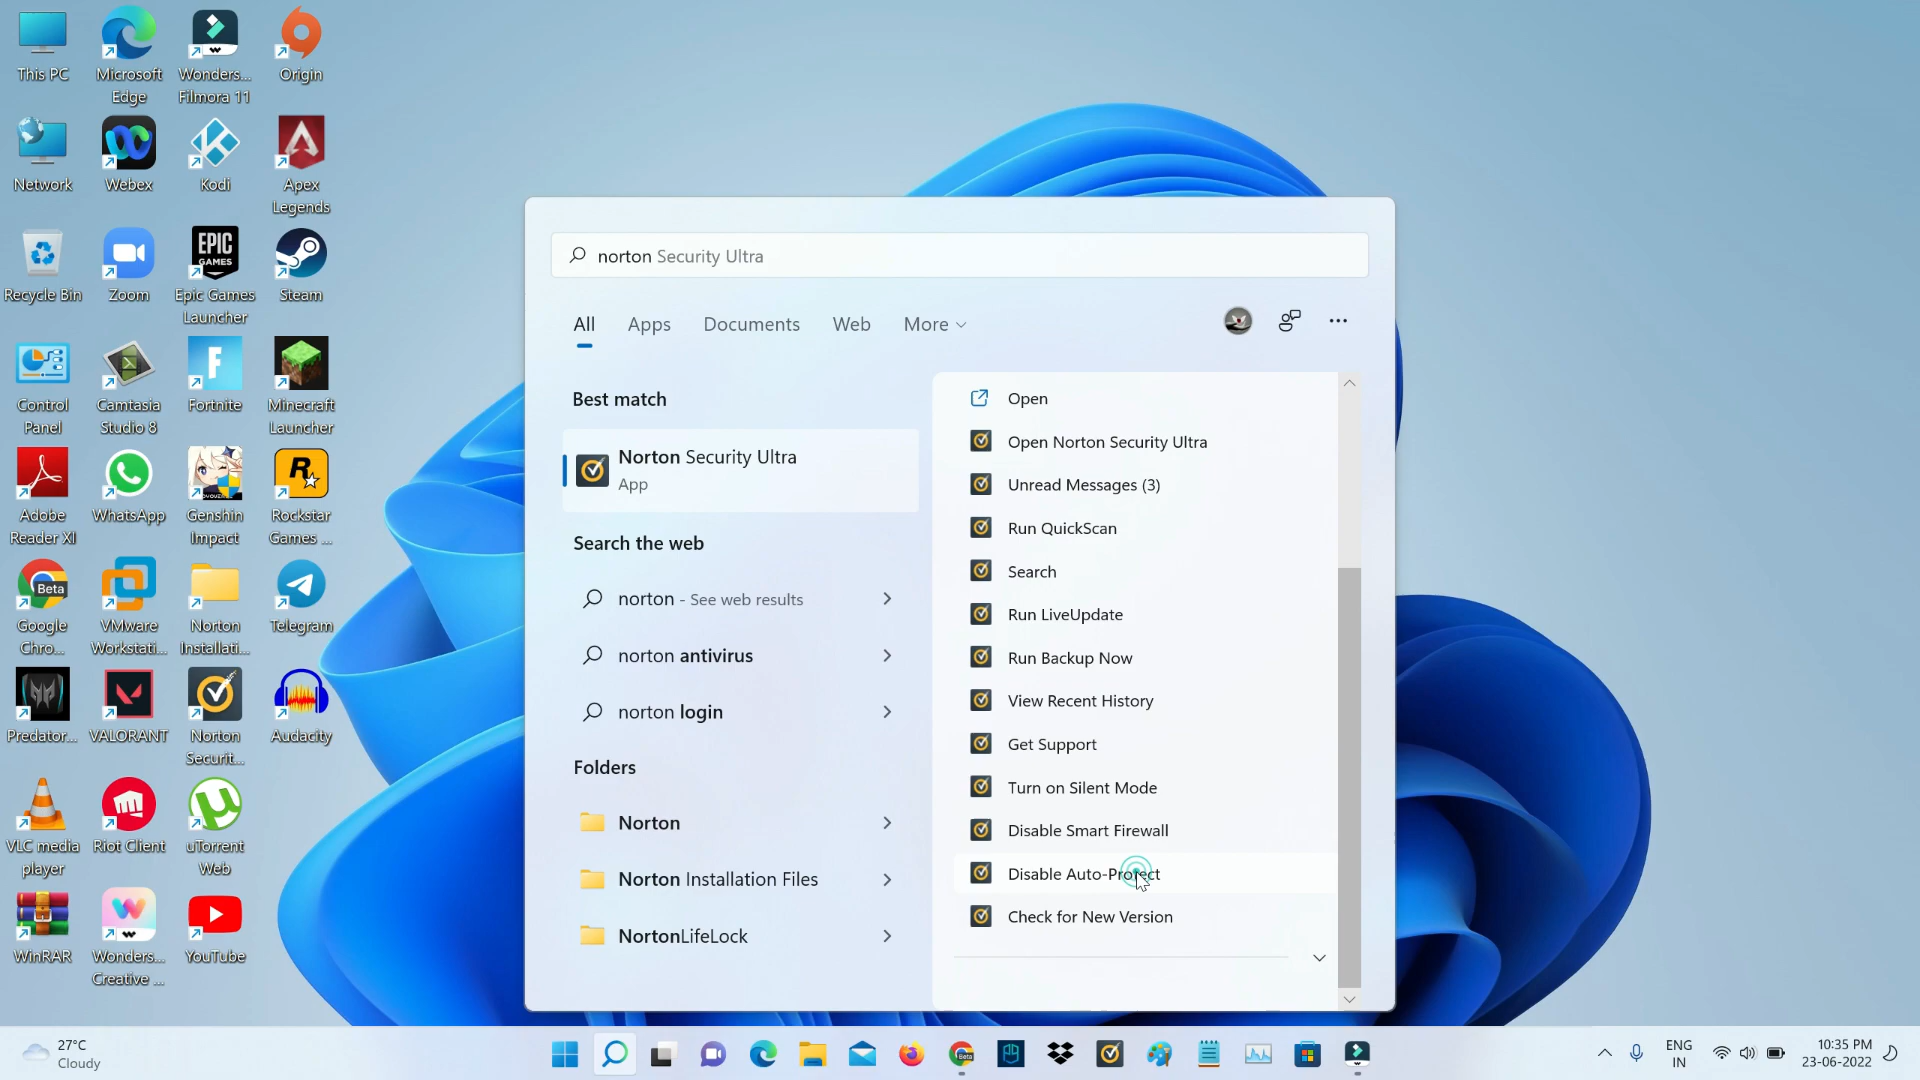 This PC
Microsoft
Edge
Wonders...
Filmora 11
Origin
Network
Webex
Kodi
Apex
Legends
Recycle Bin
Zoom
EPIC
GAMES
Epic Games
Launcher
Steam
Control
Panel
Camtasia
Studio 8
Fortnite
Minecraft
Launcher
Adobe
Reader XI
WhatsApp
Genshin
Impact
Rockstar
Games ...
Beta
Google
Chro...
VMware
Workstati...
Norton
Installati...
Telegram
Predator...
VALORANT
Norton
Securit...
Audacity
VLC media
player
Riot Client
uTorrent
Web
WinRAR
Wonders...
Creative ...
YouTube
norton Security Ultra
All
Apps
Documents
Web
More
Best match
Norton Security Ultra
App
Search the web
norton - See web results
norton antivirus
norton login
Folders
Norton
Norton Installation Files
NortonLifeLock
Open
Open Norton Security Ultra
Unread Messages (3)
Run QuickScan
Search
Run LiveUpdate
Run Backup Now
View Recent History
Get Support
Turn on Silent Mode
Disable Smart Firewall
Disable Auto-Protect
Check for New Version
27°C
Cloudy
Beta
ENG
IN
10:35 PM
23-06-2022